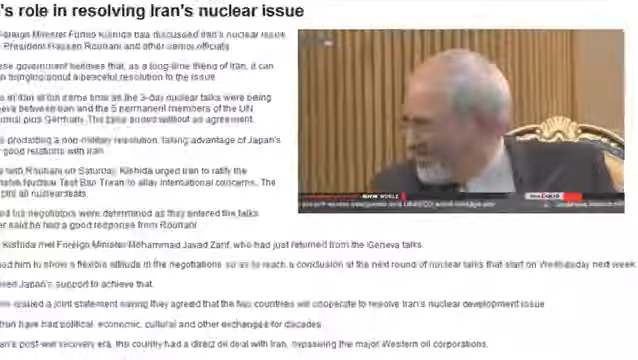 's role in resolving Iran's nuclear issue
Foreign Minister Fumio Kishida has discussed Iran's nuclear issue
President Hassan Rouhani and other senior officials
government believes that, as a long-time friend of Iran, it can
bringing about a peaceful resolution to the issue
in Iran at the same time as the 3-day nuclear talks were being
between Iran and the 5 permanent members of the UN
plus Germany. The talks ended without an agreement.
promoting a non-military resolution, taking advantage of Japan's
good relations with Iran
with Rouhani on Saturday, Kishida urged Iran to ratify the
Nuclear Test Ban Treaty to allay international concerns. The
all nuclear tests
his negotiators were determined as they entered the talks
said he had a good response from Rouhani
Kishida met Foreign Minister Mohammad Javad Zarif, who had just returned from the Geneva talks.
him to show a flexible attitude in the negotiations so as to reach a conclusion at the next round of nuclear talks that start on Wednesday next week
Japan's support to achieve that.
issued a joint statement saying they agreed that the two countries will cooperate to resolve Iran's nuclear development issue
have had political, economic, cultural and other exchanges for decades
post-war recovery era, the country had a direct oil deal with Iran, bypassing the major Western oil corporations.
NHK WORLD